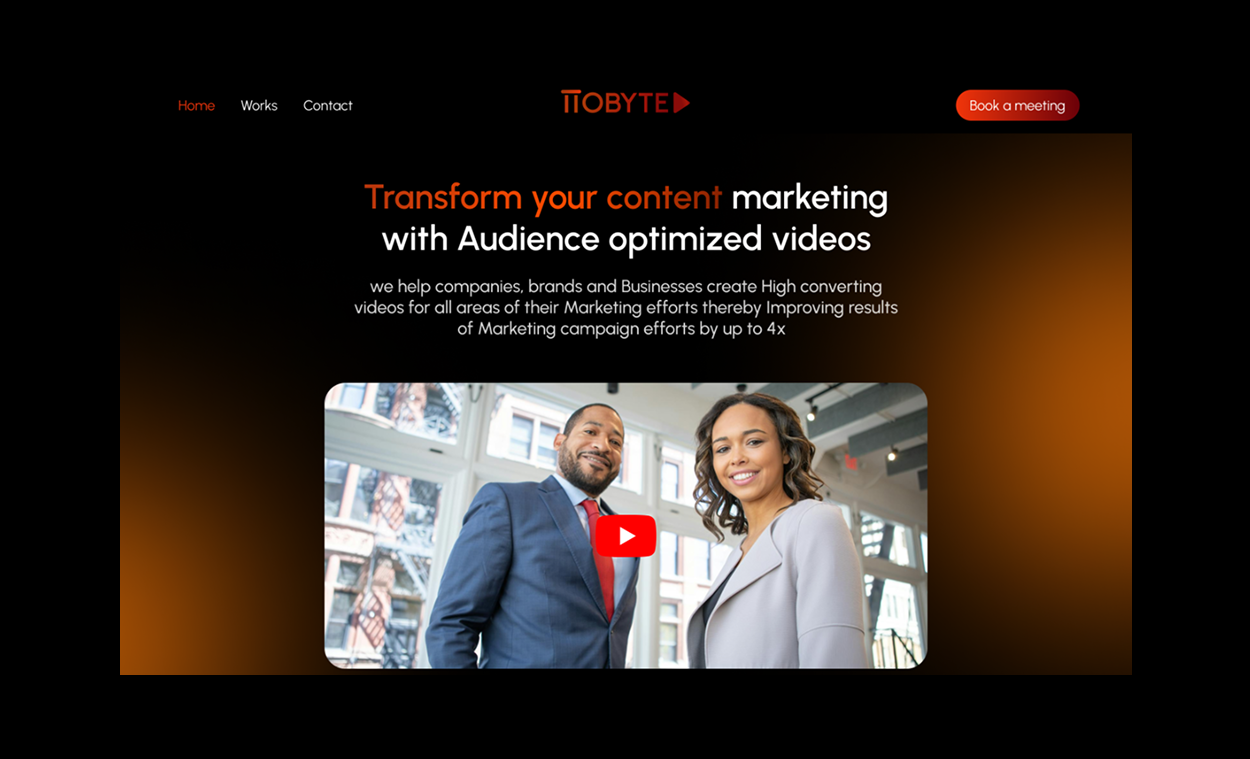 Home Works Contact
TOBYTE
Book a meeting
Transform your content marketing
with Audience optimized videos
we help companies, brands and Businesses create High converting
videos for all areas of their Marketing efforts thereby Improving results
of Marketing campaign efforts by up to 4x